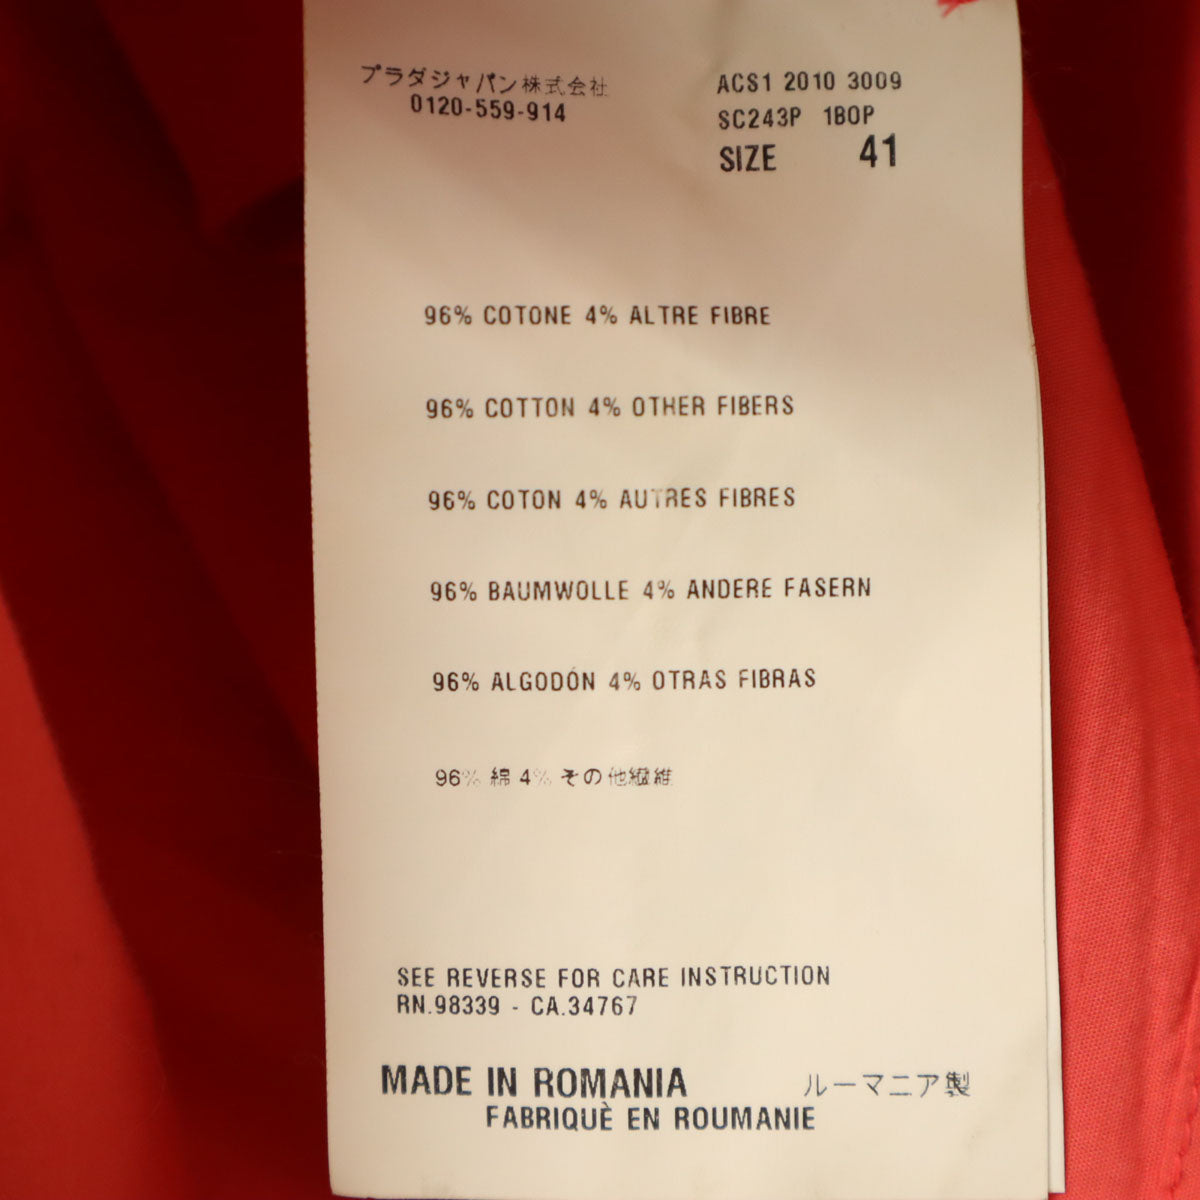 プラダジャパン株式会社
0120-559-914
ACS1 2010 3009
SC243P 1BOP
SIZE 41
96% COTONE 4% ALTRE FIBRE
96% COTTON 4% OTHER FIBERS
96% COTON 4% AUTRES FIBRES
96% BAUMWOLLE 4% ANDERE FASERN
96% ALGODÓN 4% OTRAS FIBRAS
96% 綿 4% その他繊維
SEE REVERSE FOR CARE INSTRUCTION
RN.98339 - CA.34767
MADE IN ROMANIA ルーマニア製
FABRIQUÈ EN ROUMANIE